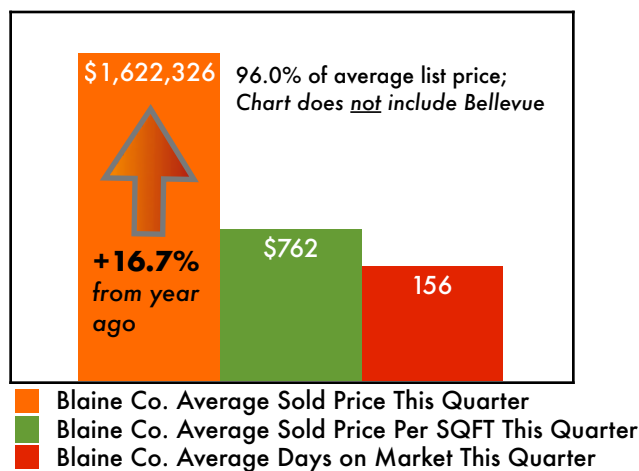 $1,622,326
96.0% of average list price;
Chart does not include Bellevue
+16.7%
from year
ago
$762
156
Blaine Co. Average Sold Price This Quarter
Blaine Co. Average Sold Price Per SQFT This Quarter
Blaine Co. Average Days on Market This Quarter